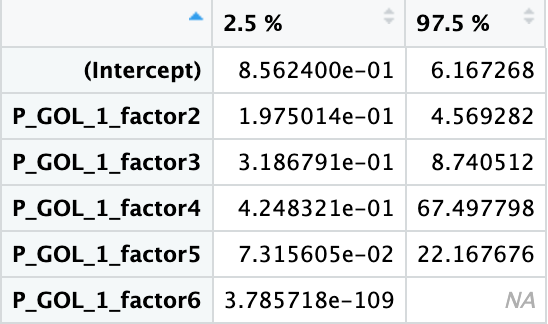 2.5 % 97.5 %
(Intercept) 8.562400e-01 6.167268
P_GOL_1_factor2 1.975014e-01 4.569282
P_GOL_1_factor3 3.186791e-01 8.740512
P_GOL_1_factor4 4.248321e-01 67.497798
P_GOL_1_factor5 7.315605e-02 22.167676
P_GOL_1_factor6 3.785718e-109 NA